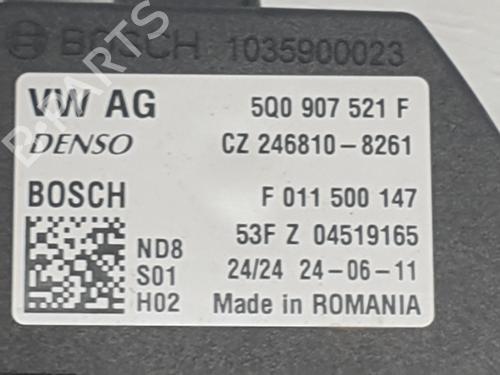 BOSCH 1035900023
VW AG 5Q0 907 521 F
DENSO CZ 246810-8261
BOSCH F 011 500 147
53F Z 04519165
ND8
S01 24/24 24-06-11
H02 Made in ROMANIA
B-PARTS